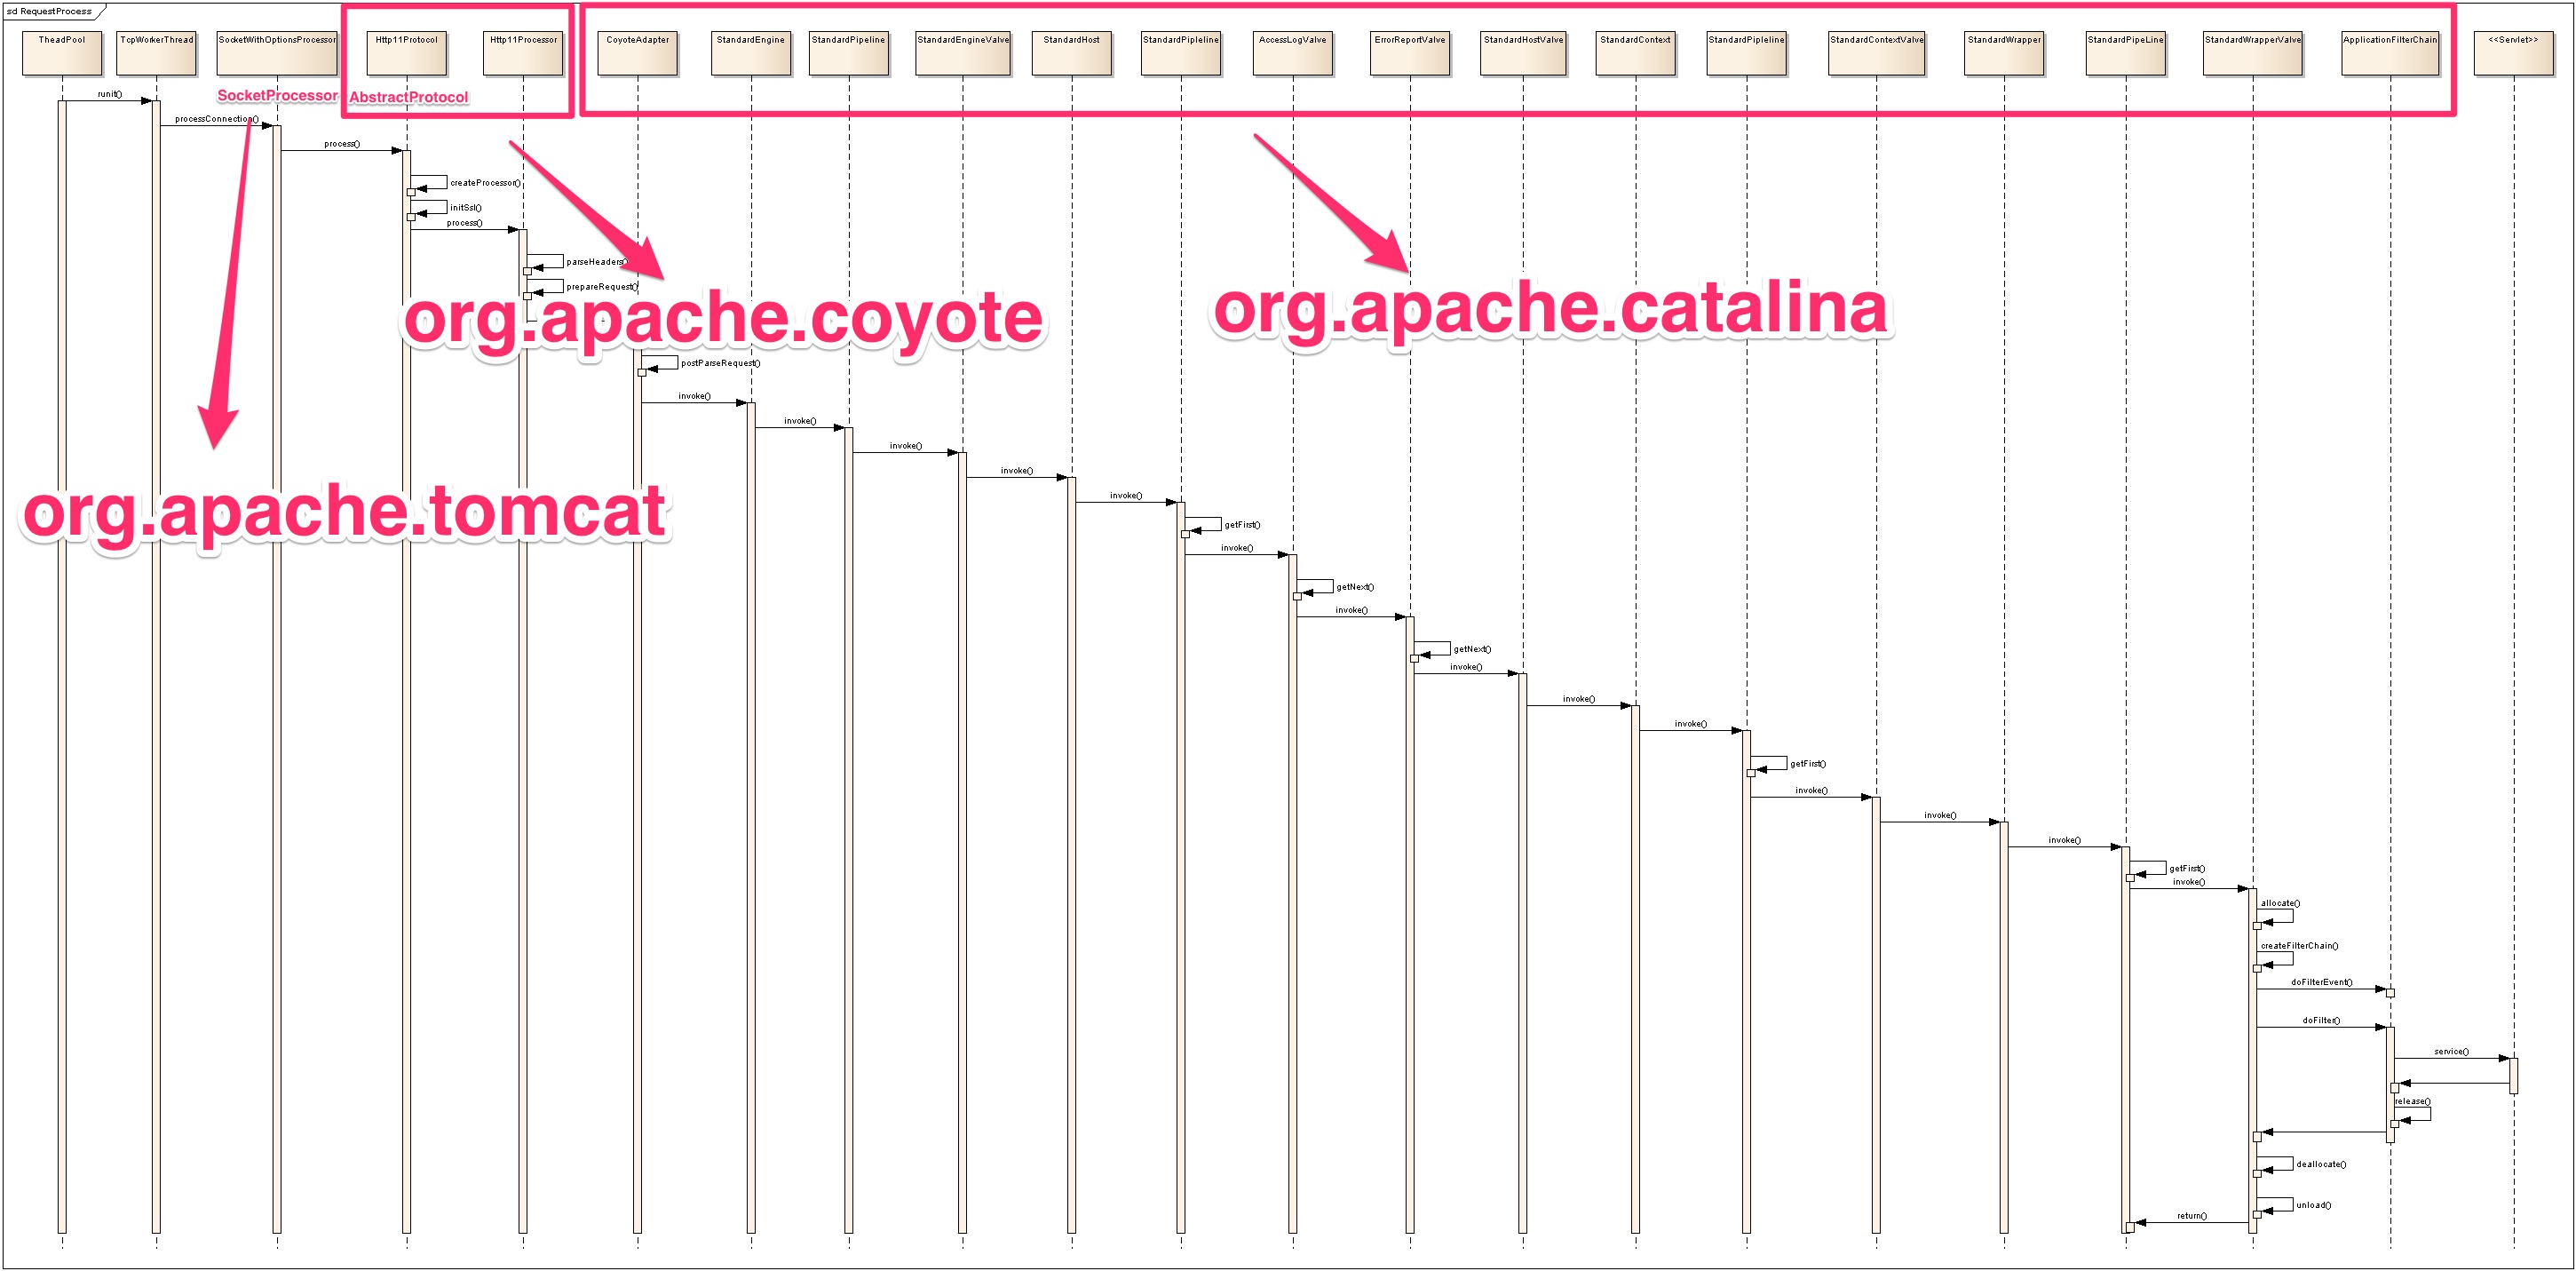 sd RequestProcess
TheadPool
TcpWorkerThread
SocketWithOptionsProcessor
Http11Protocol
Http11Processor
CoyoteAdapter
StandardEngine
StandardPipeline
StandardEngineValve
StandardHost
StandardPipleline
AccessLogValve
ErrorReportValve
StandardHostValve
StandardContext
StandardPipleline
StandardContextValve
StandardWrapper
StandardPipeLine
StandardWrapperValve
ApplicationFilterChain
<<Servlet>>
SocketProcessor
AbstractProtocol
runit()
processConnection()
process()
createProcessor()
initSsl()
process()
parseHeaders()
prepareRequest()
org.apache.coyote
org.apache.catalina
postParseRequest()
invoke()
invoke()
invoke()
invoke()
invoke()
org.apache.tomcat
getFirst()
invoke()
getNext()
invoke()
getNext()
invoke()
invoke()
invoke()
getFirst()
invoke()
invoke()
invoke()
getFirst()
invoke()
allocate()
createFilterChain()
doFilterEvent()
doFilter()
service()
release()
deallocate()
unload()
return()